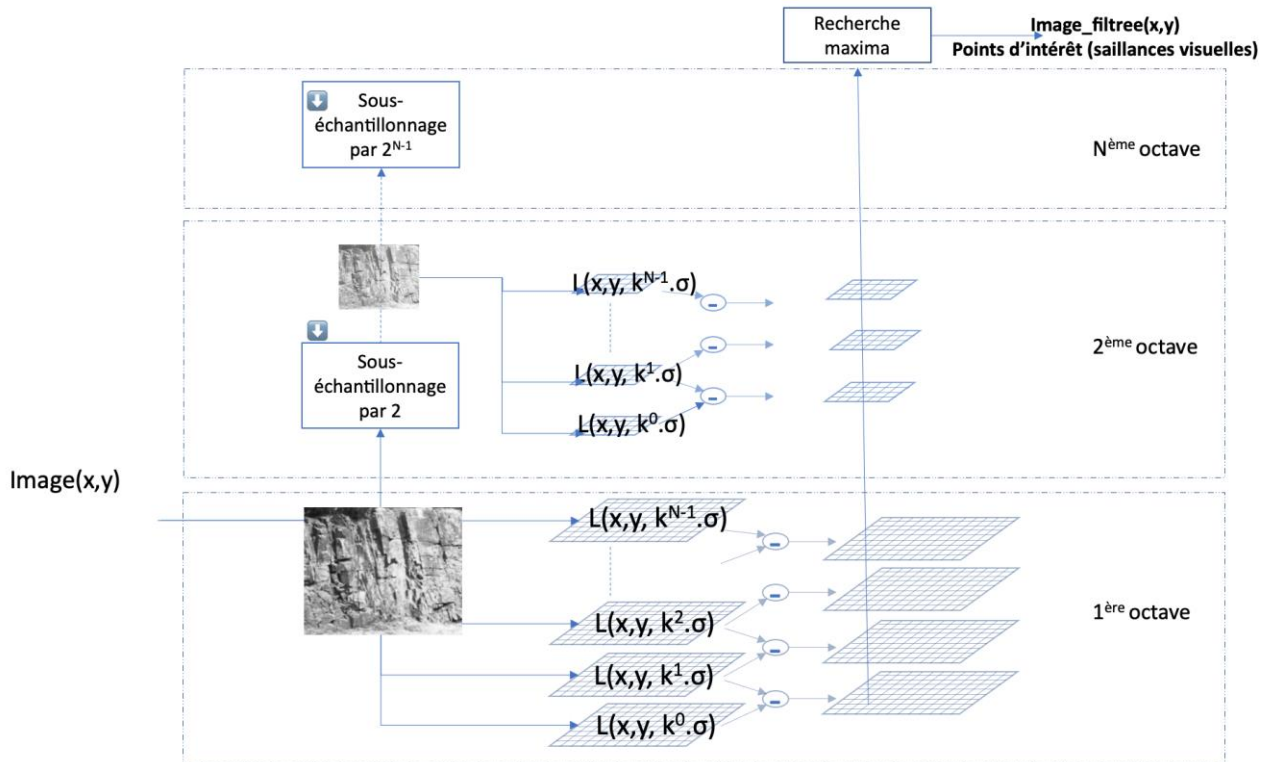 Recherche
maxima
Image_filtree(x,y)
Points d’intérêt (saillances visuelles)
Sous-
échantillonnage
par 2^N-1
N^ème octave
L(x,y, k^N-1.σ)
-
-
L(x,y, k^1.σ)
-
L(x,y, k^0.σ)
Sous-
échantillonnage
par 2
2^ème octave
Image(x,y)
L(x,y, k^N-1.σ)
-
-
L(x,y, k^2.σ)
-
L(x,y, k^1.σ)
-
L(x,y, k^0.σ)
1^ère octave